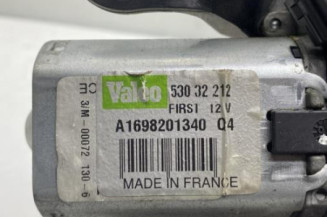 Valeo
530 32 212
FIRST 12 V
A1698201340 Q4
MADE IN FRANCE
3/M-00072 130-6